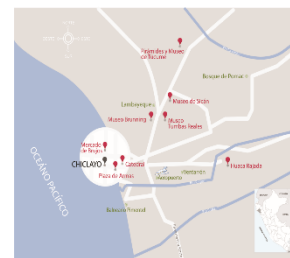 Pirámides y Museo
de Túcume
Bosque de Pomac
Museo de Sicán
Lambayeque
Museo Brunning
Museo
Tumbas Reales
Mercado
de Brujos
CHICLAYO
Catedral
Plaza de Armas
Aeropuerto
Huaca Rajada
OCÉANO PACÍFICO
Balneario Pimentel